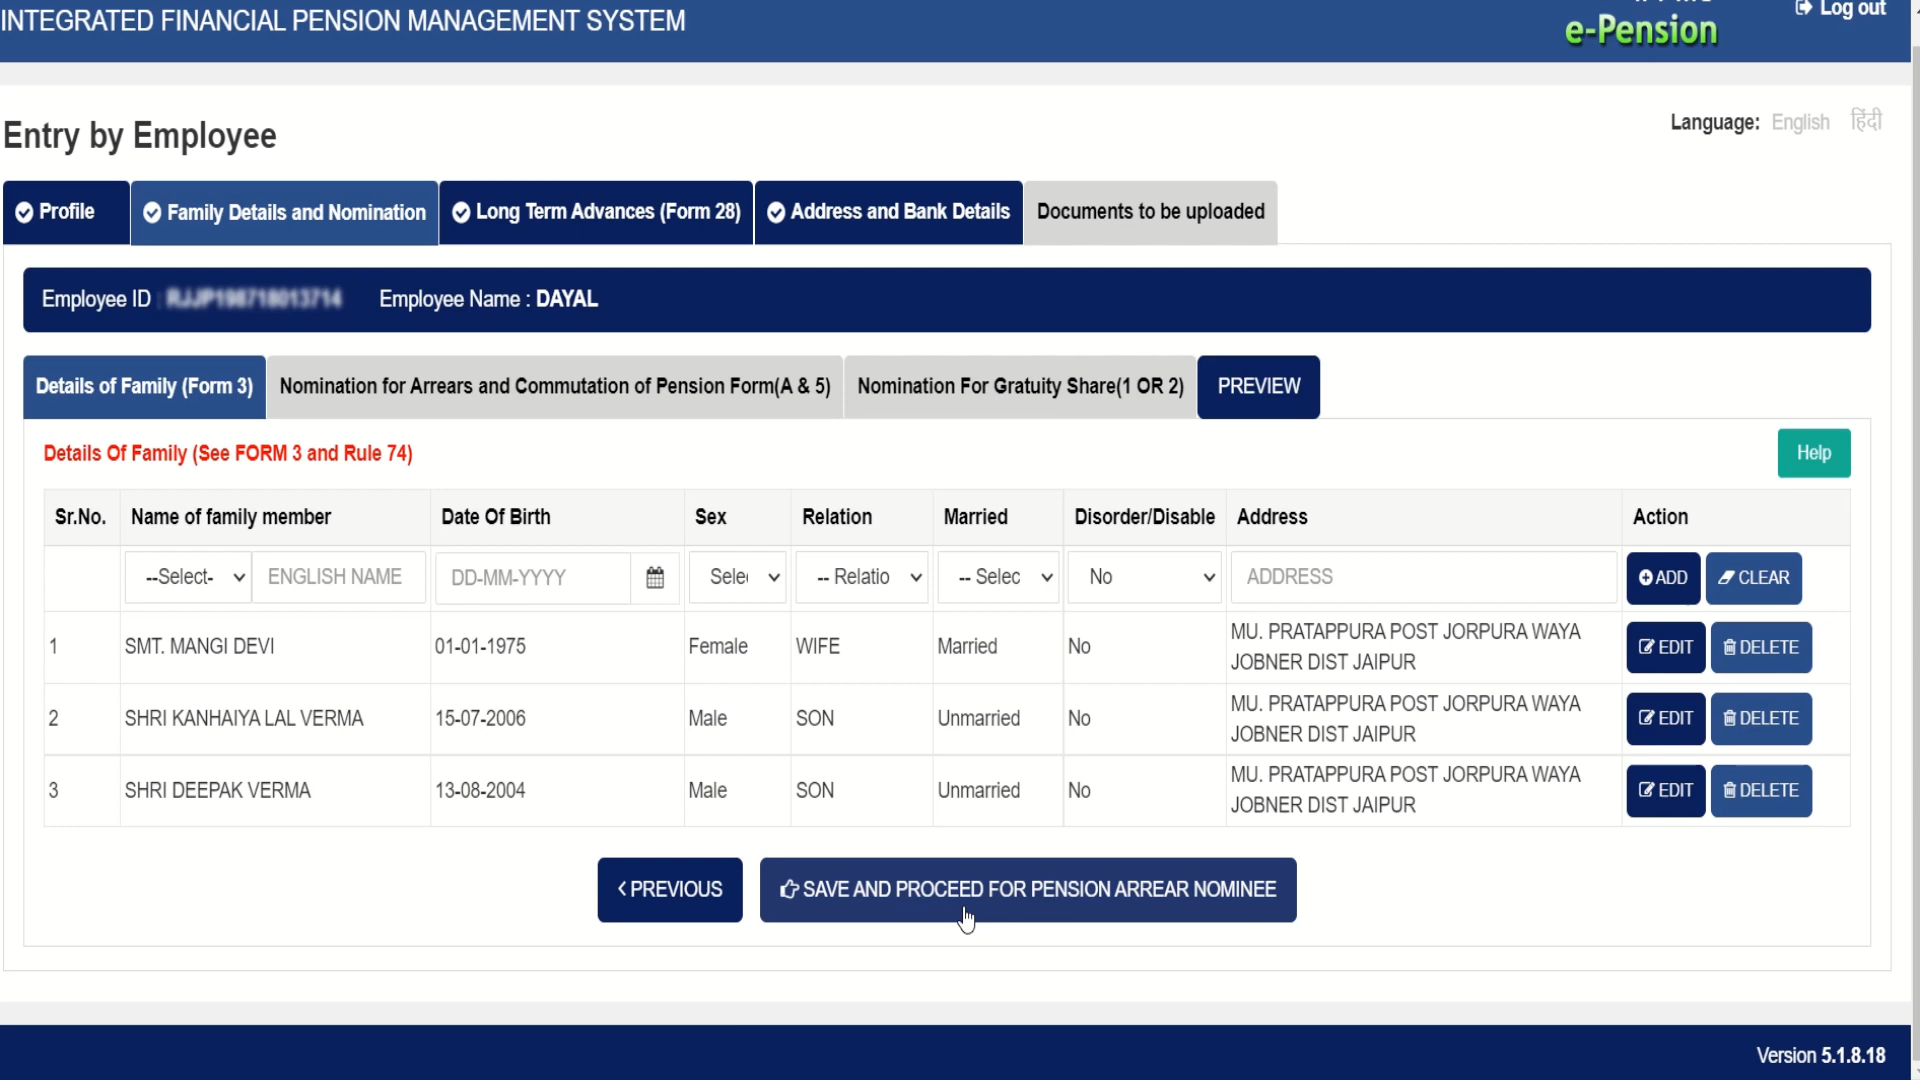 INTEGRATED FINANCIAL PENSION MANAGEMENT SYSTEM
e-Pension
Log out
Entry by Employee
Language: English हिंदी
Profile
Family Details and Nomination
Long Term Advances (Form 28)
Address and Bank Details
Documents to be uploaded
Employee ID :
Employee Name : DAYAL
Details of Family (Form 3)
Nomination for Arrears and Commutation of Pension Form(A & 5)
Nomination For Gratuity Share(1 OR 2)
PREVIEW
Details Of Family (See FORM 3 and Rule 74)
Help
Sr.No. Name of family member Date Of Birth Sex Relation Married Disorder/Disable Address Action
--Select- ENGLISH NAME DD-MM-YYYY Sele -- Relatio -- Selec No ADDRESS ADD CLEAR
1 SMT. MANGI DEVI 01-01-1975 Female WIFE Married No MU. PRATAPPURA POST JORPURA WAYA
JOBNER DIST JAIPUR
EDIT DELETE
2 SHRI KANHAIYA LAL VERMA 15-07-2006 Male SON Unmarried No MU. PRATAPPURA POST JORPURA WAYA
JOBNER DIST JAIPUR
EDIT DELETE
3 SHRI DEEPAK VERMA 13-08-2004 Male SON Unmarried No MU. PRATAPPURA POST JORPURA WAYA
JOBNER DIST JAIPUR
EDIT DELETE
< PREVIOUS
SAVE AND PROCEED FOR PENSION ARREAR NOMINEE
Version 5.1.8.18